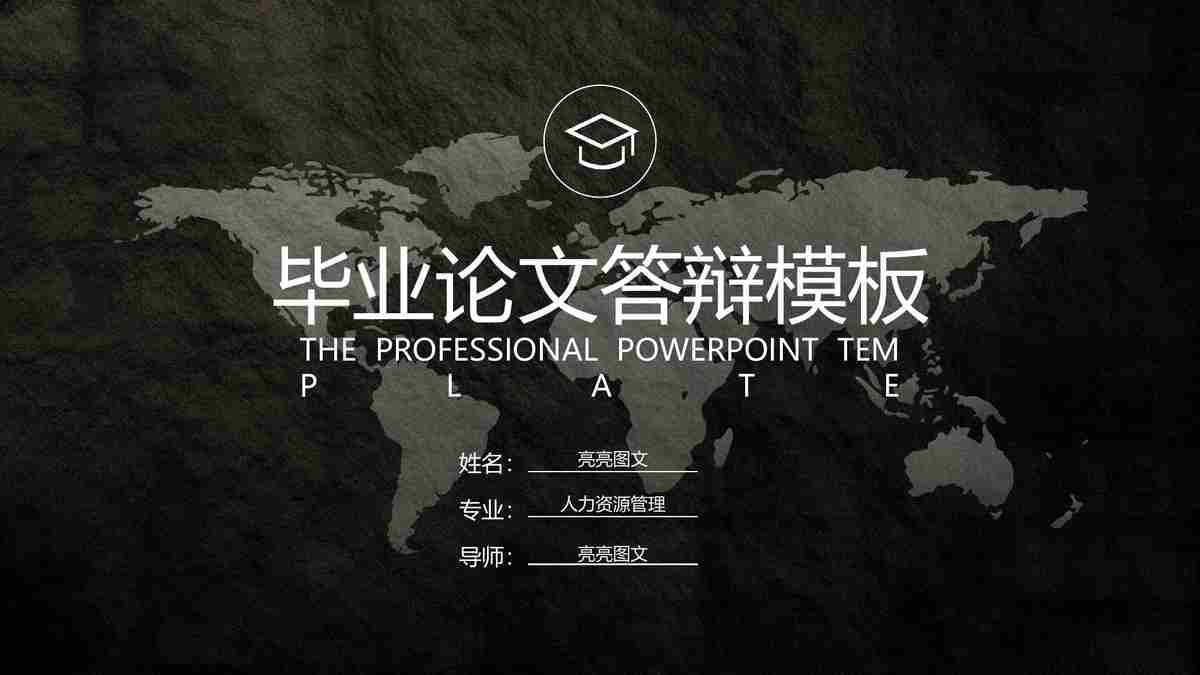 毕业论文答辩模板
THE PROFESSIONAL POWERPOINT TEM
PLATE
姓名： 亮亮图文
专业： 人力资源管理
导师： 亮亮图文